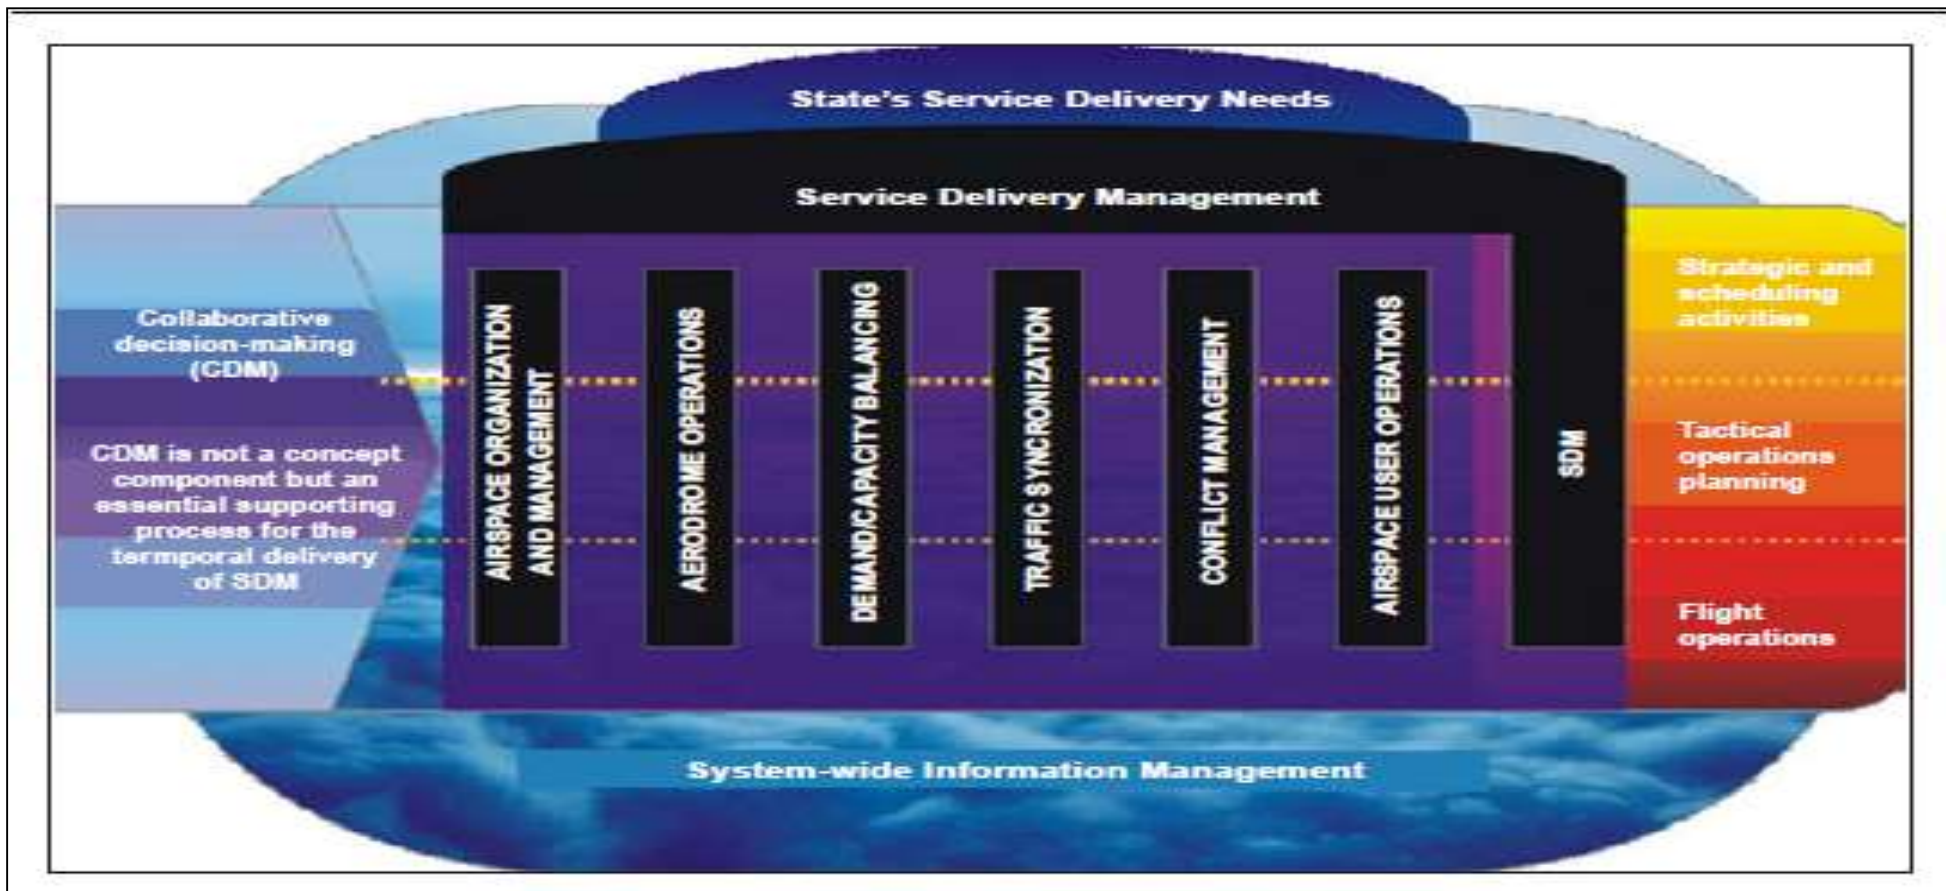 State's Service Delivery Needs
Service Delivery Management
Collaborative
decision-making
(CDM)
CDM is not a concept
component but an
essential supporting
process for the
termporal delivery
of SDM
AIRSPACE ORGANIZATION
AND MANAGEMENT
AERODROME OPERATIONS
DEMAND/CAPACITY BALANCING
TRAFFIC SYNCRONIZATION
CONFLICT MANAGEMENT
AIRSPACE USER OPERATIONS
SDM
Strategic and
scheduling
activities
Tactical
operations
planning
Flight
operations
System-wide Information Management